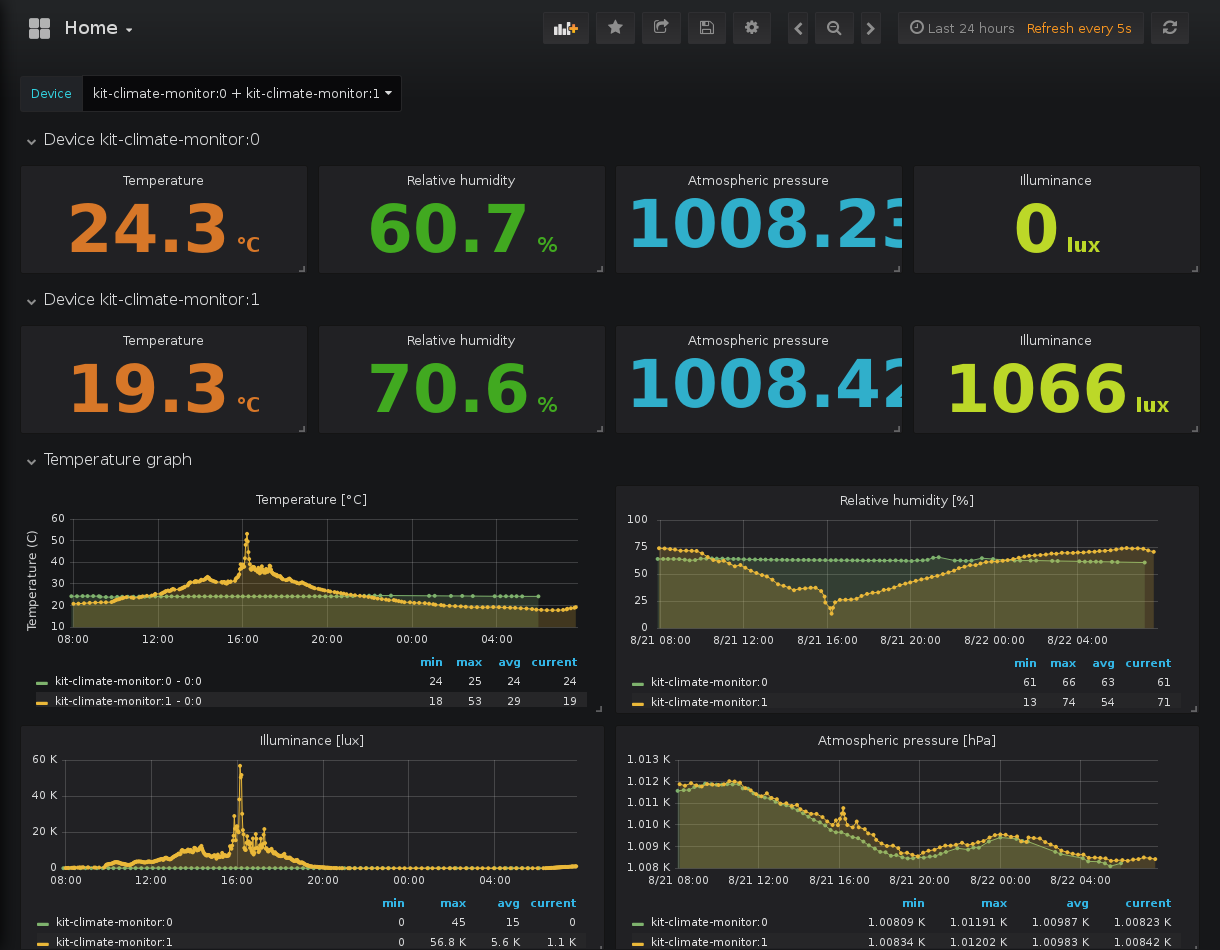 Home
Last 24 hours Refresh every 5s
Device kit-climate-monitor:0 + kit-climate-monitor:1
Device kit-climate-monitor:0
Temperature Relative humidity Atmospheric pressure Illuminance
24.3 °C 60.7 % 1008.23 0 lux
Device kit-climate-monitor:1
Temperature Relative humidity Atmospheric pressure Illuminance
19.3 °C 70.6 % 1008.42 1066 lux
Temperature graph
Temperature [°C]
Temperature (C)
60
50
40
30
20
10
08:00 12:00 16:00 20:00 00:00 04:00
min max avg current
kit-climate-monitor:0 - 0:0 24 25 24 24
kit-climate-monitor:1 - 0:0 18 53 29 19
Relative humidity [%]
100
75
50
25
0
8/21 08:00 8/21 12:00 8/21 16:00 8/21 20:00 8/22 00:00 8/22 04:00
min max avg current
kit-climate-monitor:0 61 66 63 61
kit-climate-monitor:1 13 74 54 71
Illuminance [lux]
60 K
40 K
20 K
0
08:00 12:00 16:00 20:00 00:00 04:00
min max avg current
kit-climate-monitor:0 0 45 15 0
kit-climate-monitor:1 0 56.8 K 5.6 K 1.1 K
Atmospheric pressure [hPa]
1.013 K
1.012 K
1.011 K
1.010 K
1.009 K
1.008 K
8/21 08:00 8/21 12:00 8/21 16:00 8/21 20:00 8/22 00:00 8/22 04:00
min max avg current
kit-climate-monitor:0 1.00809 K 1.01191 K 1.00987 K 1.00823 K
kit-climate-monitor:1 1.00834 K 1.01202 K 1.00983 K 1.00842 K